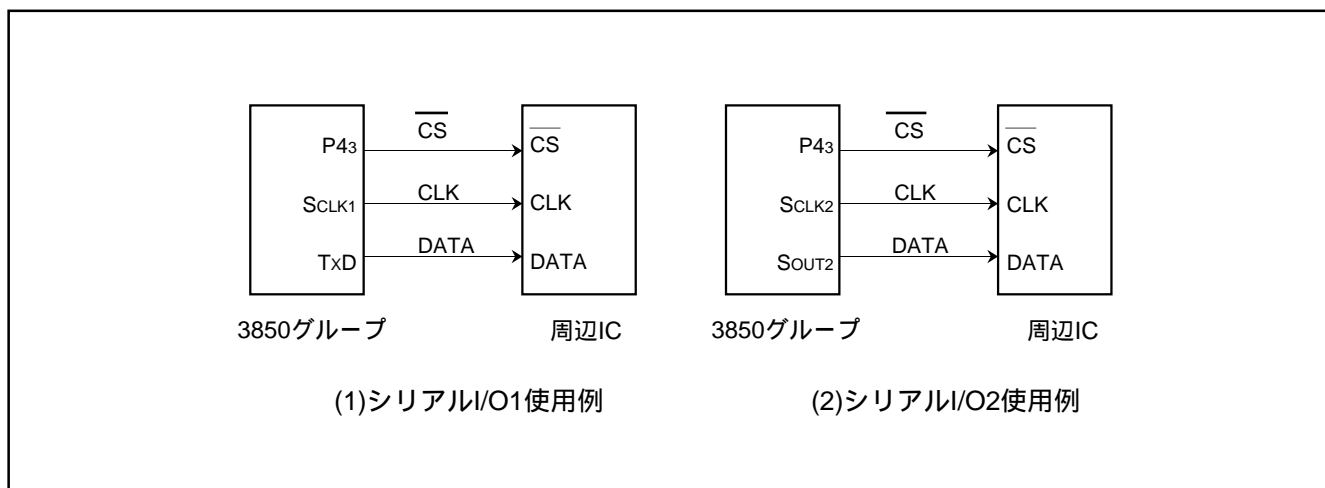 P43 CS CS
SCLK1 CLK CLK
TXD DATA DATA
3850グループ 周辺IC
(1)シリアルI/O1使用例
P43 CS CS
SCLK2 CLK CLK
SOUT2 DATA DATA
3850グループ 周辺IC
(2)シリアルI/O2使用例